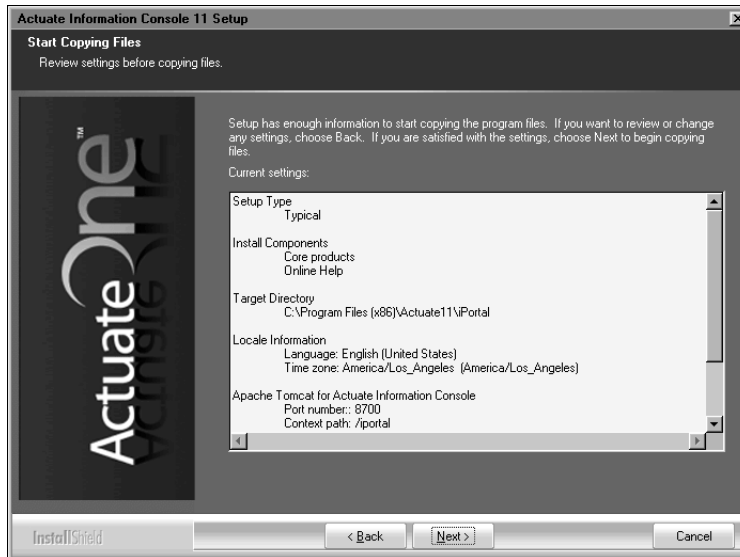 Actuate Information Console 11 Setup
Start Copying Files
Review settings before copying files.
ActuateOne™
Setup has enough information to start copying the program files. If you want to review or change
any settings, choose Back. If you are satisfied with the settings, choose Next to begin copying
files.
Current settings:
Setup Type
Typical
Install Components
Core products
Online Help
Target Directory
C:\Program Files (x86)\Actuate11\iPortal
Locale Information
Language: English (United States)
Time zone: America/Los_Angeles (America/Los_Angeles)
Apache Tomcat for Actuate Information Console
Port number:: 8700
Context path: /iportal
InstallShield
< Back
Next >
Cancel